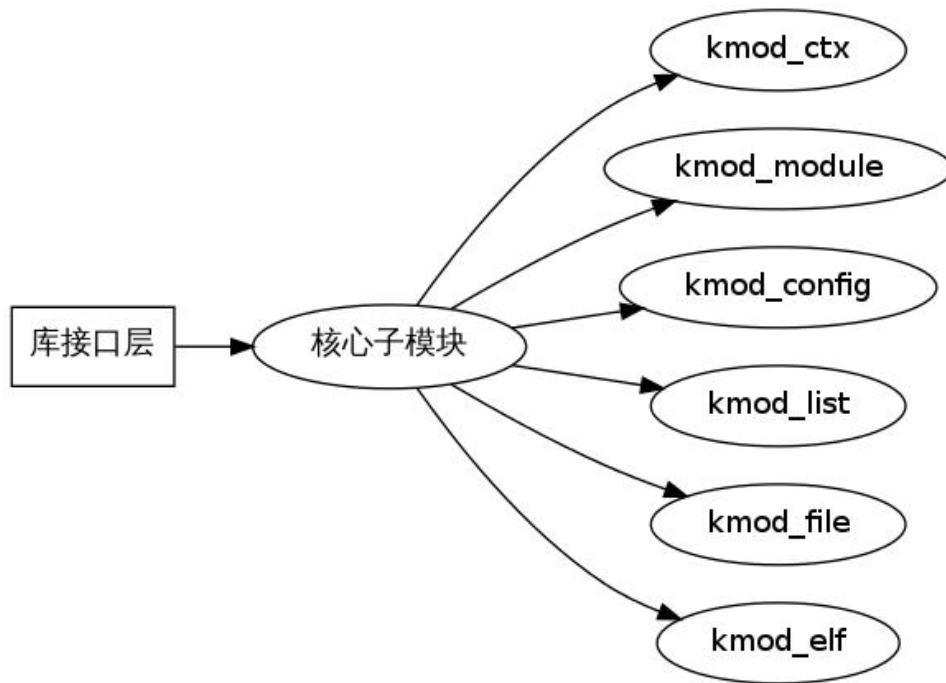 库接口层
核心子模块
kmod_ctx
kmod_module
kmod_config
kmod_list
kmod_file
kmod_elf